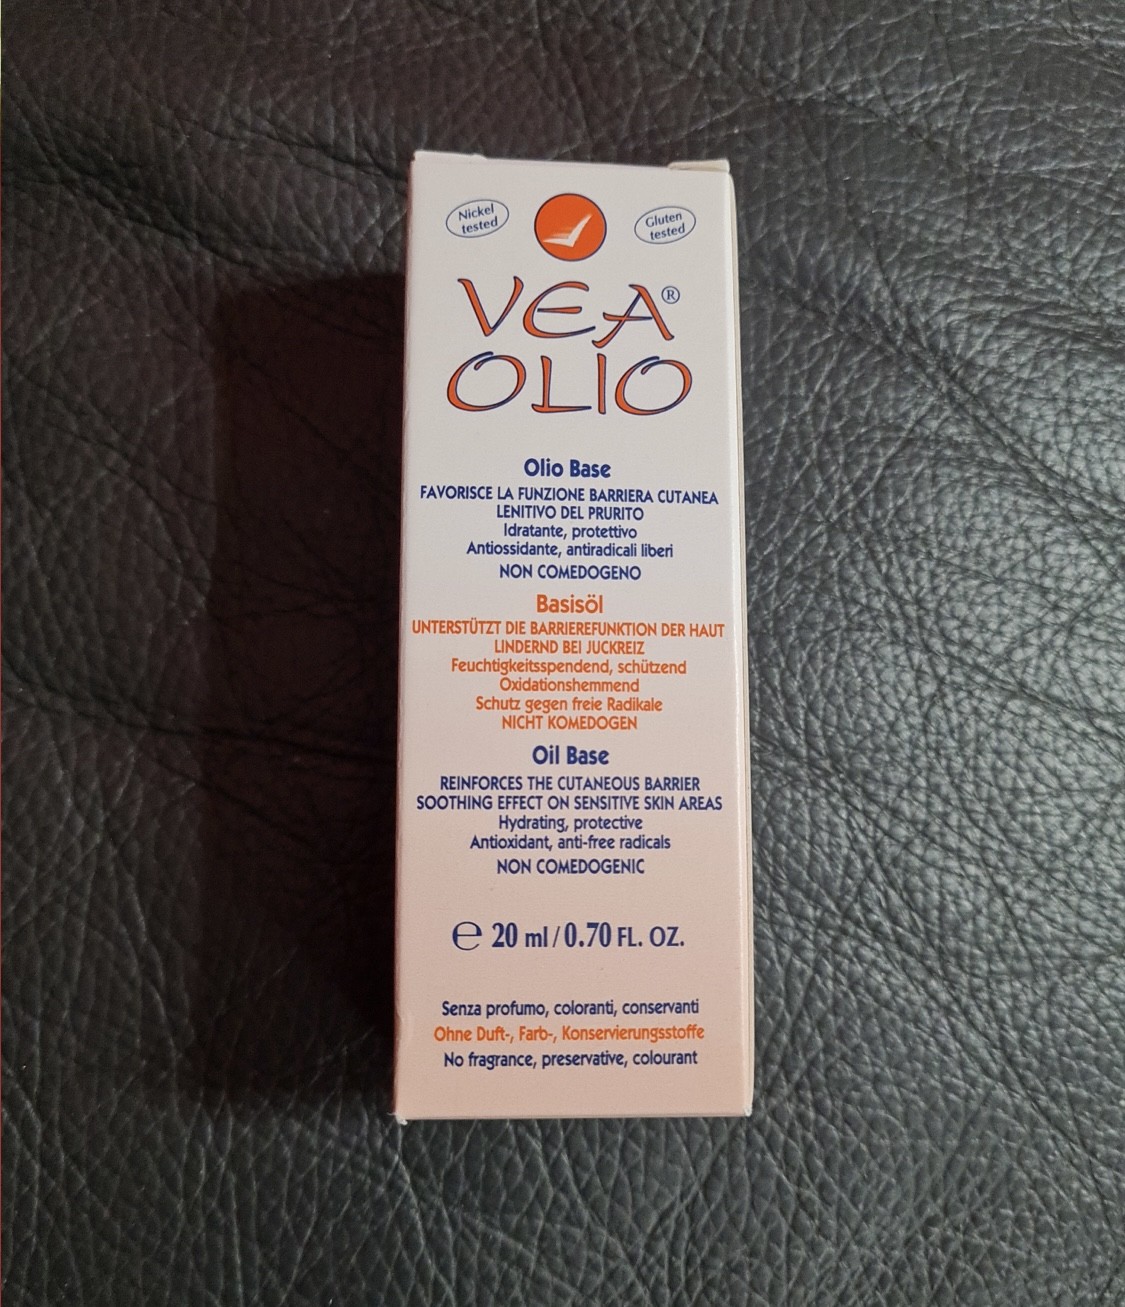 Nickel
tested
Gluten
tested
VEA®
OLIO
Olio Base
FAVORISCE LA FUNZIONE BARRIERA CUTANEA
LENITIVO DEL PRURITO
Idratante, protettivo
Antiossidante, antiradicali liberi
NON COMEDOGENO
Basisöl
UNTERSTÜTZT DIE BARRIEREFUNKTION DER HAUT
LINDERND BEI JUCKREIZ
Feuchtigkeitsspendend, schützend
Oxidationshemmend
Schutz gegen freie Radikale
NICHT KOMEDOGEN
Oil Base
REINFORCES THE CUTANEOUS BARRIER
SOOTHING EFFECT ON SENSITIVE SKIN AREAS
Hydrating, protective
Antioxidant, anti-free radicals
NON COMEDOGENIC
℮ 20 ml/0.70 FL. OZ.
Senza profumo, coloranti, conservanti
Ohne Duft-, Farb-, Konservierungsstoffe
No fragrance, preservative, colourant